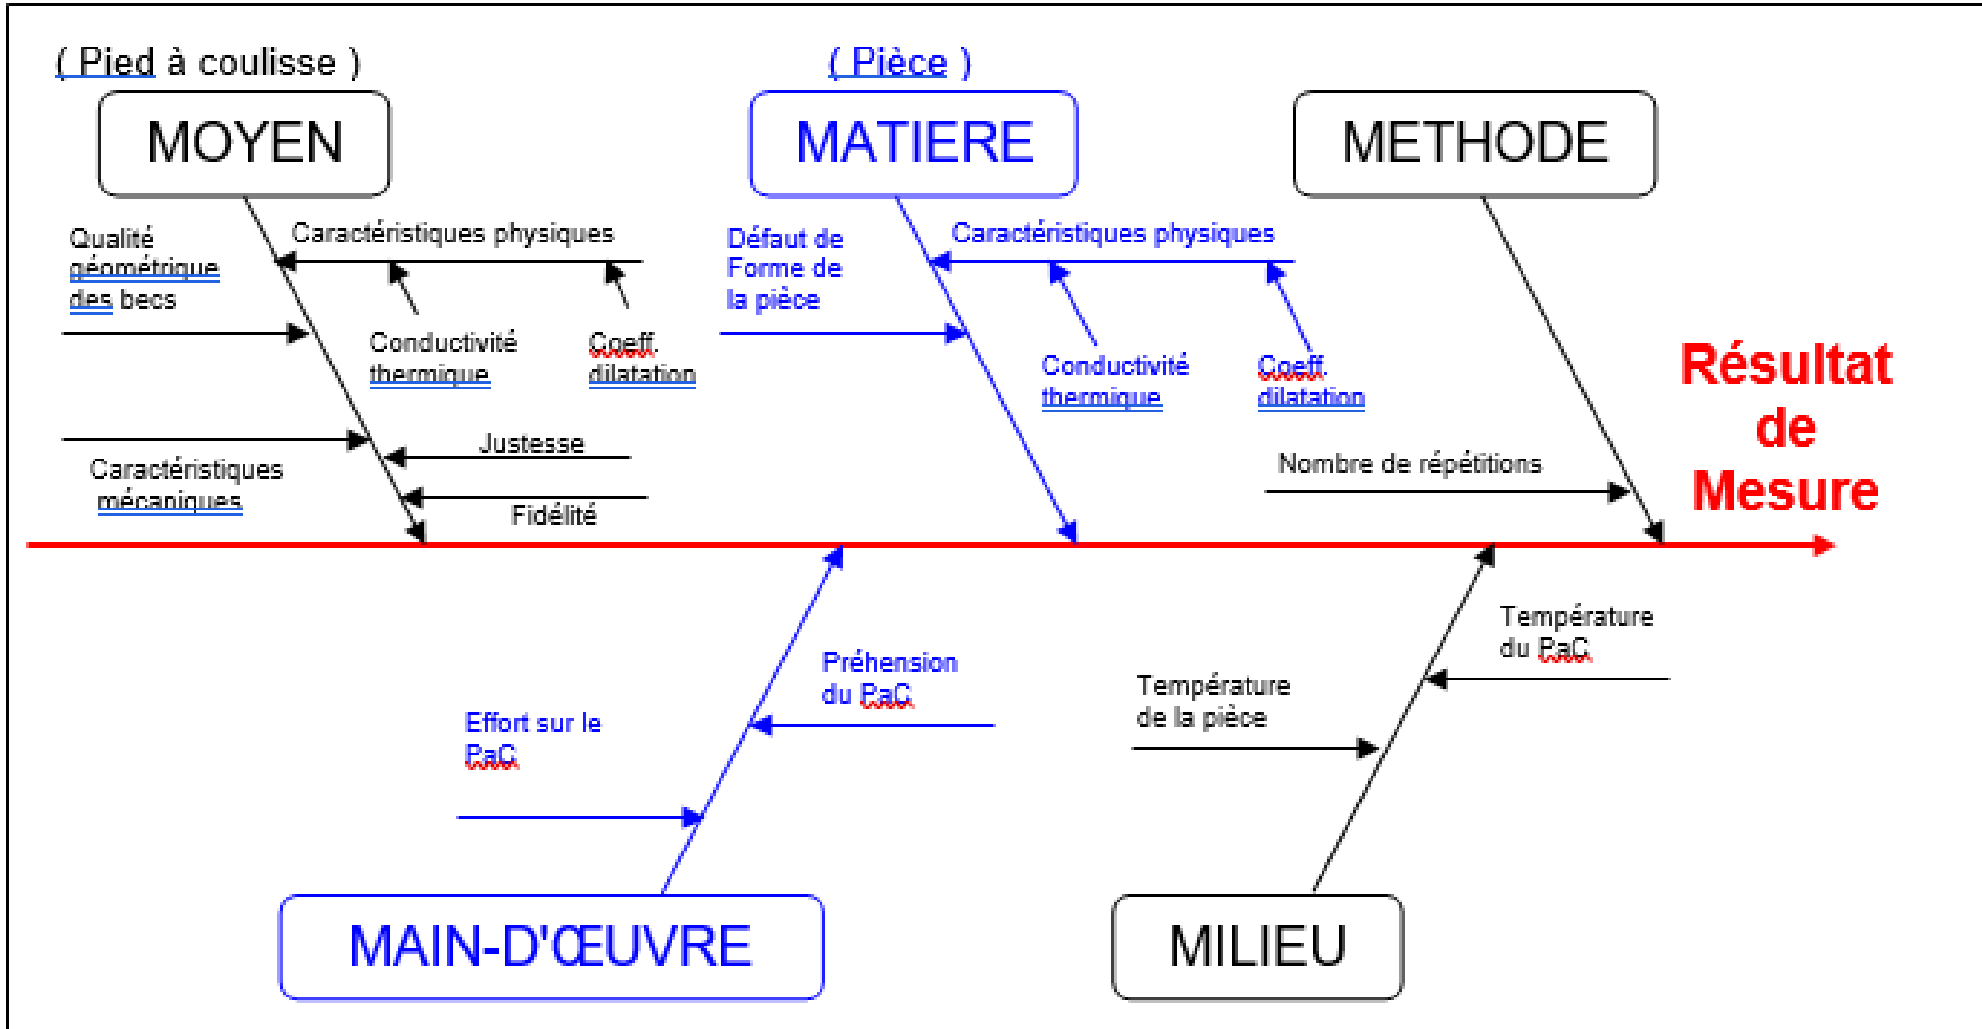 ( Pied à coulisse )
MOYEN
Qualité
géométrique
des becs
Caractéristiques physiques
Conductivité
thermique
Coeff.
dilatation
Caractéristiques
mécaniques
Justesse
Fidélité
( Pièce )
MATIERE
Défaut de
Forme de
la pièce
Caractéristiques physiques
Conductivité
thermique
Coeff.
dilatation
METHODE
Nombre de répétitions
Résultat
de
Mesure
Effort sur le
PaC
Préhension
du PaC
MAIN-D'ŒUVRE
Température
de la pièce
Température
du PaC
MILIEU